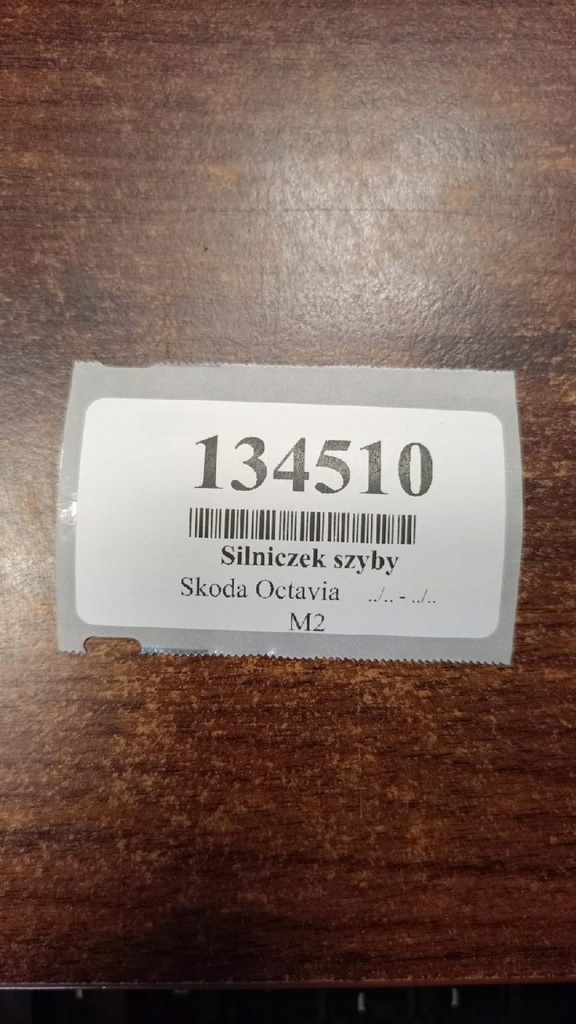 134510
Silniczek szyby
Skoda Octavia ../.. - ../..
M2